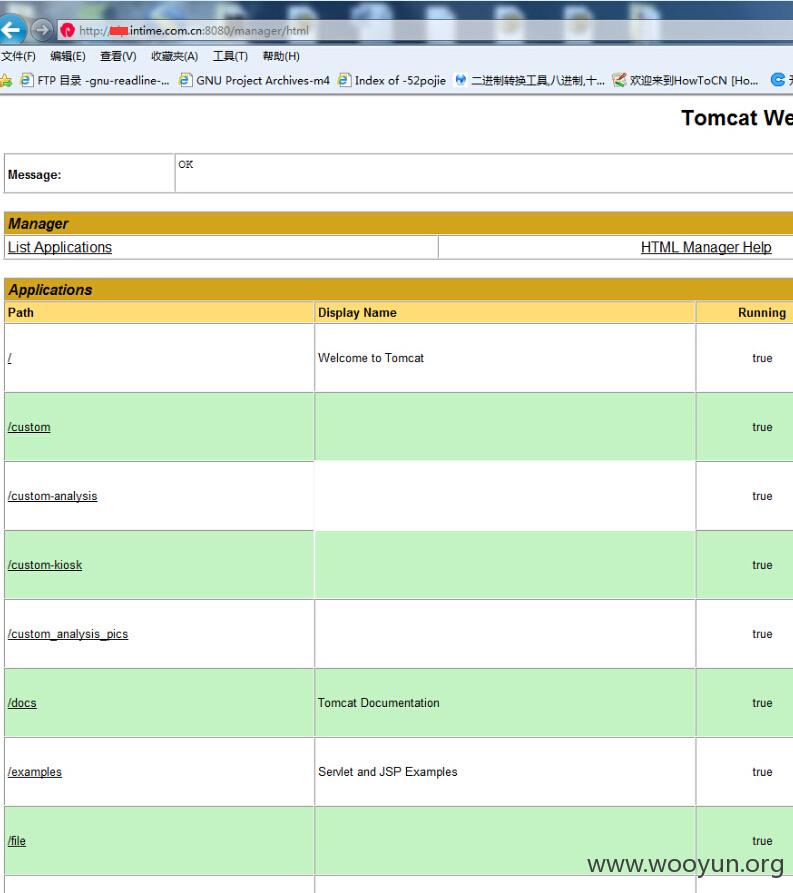 http://intime.com.cn:8080/manager/html
文件(F) 编辑(E) 查看(V) 收藏夹(A) 工具(T) 帮助(H)
FTP 目录 -gnu-readline-... GNU Project Archives-m4 Index of -52pojie 二进制转换工具,八进制,十... 欢迎来到HowToCN [Ho...
Tomcat We
Message: OK
Manager
List Applications HTML Manager Help
Applications
Path Display Name Running
/ Welcome to Tomcat true
/custom true
/custom-analysis true
/custom-kiosk true
/custom_analysis_pics true
/docs Tomcat Documentation true
/examples Servlet and JSP Examples true
/file true
www.wooyun.org